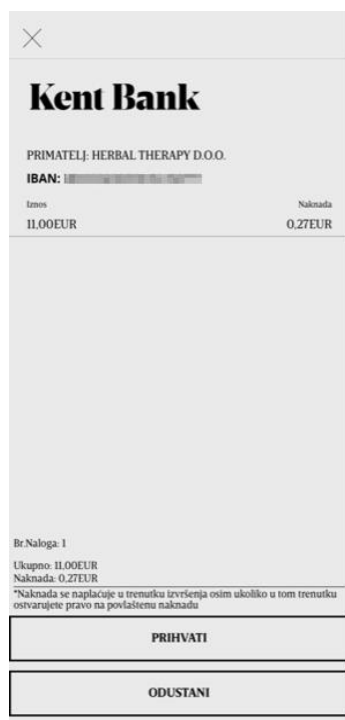 Kent Bank
PRIMATELJ: HERBAL THERAPY D.O.O.
IBAN:
Iznos Naknada
11,00EUR 0,27EUR
Br.Naloga: 1
Ukupno: 11,00EUR
Naknada: 0,27EUR
*Naknada se naplaćuje u trenutku izvršenja osim ukoliko u tom trenutku
ostvarujete pravo na povlaštenu naknadu
PRIHVATI
ODUSTANI